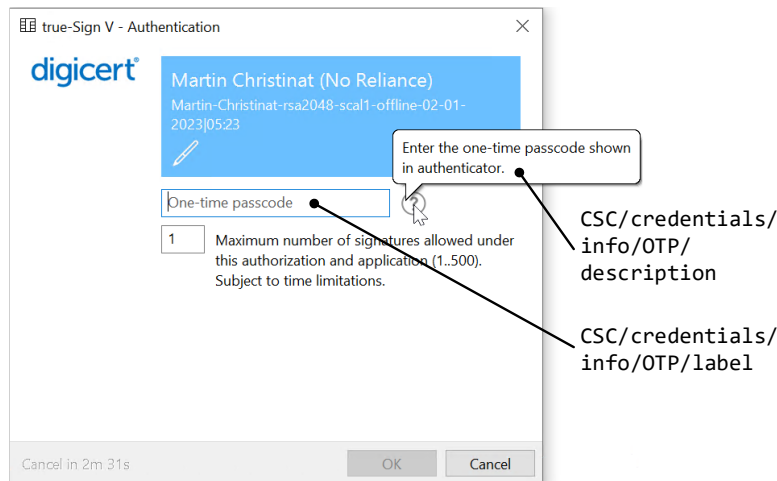 true-Sign V - Authentication
digicert®
Martin Christinat (No Reliance)
Martin-Christinat-rsa2048-scal1-offline-02-01-
2023|05:23
Enter the one-time passcode shown
in authenticator.
One-time passcode
?
1
Maximum number of signatures allowed under
this authorization and application (1..500).
Subject to time limitations.
CSC/credentials/
info/OTP/
description
CSC/credentials/
info/OTP/label
Cancel in 2m 31s
OK
Cancel